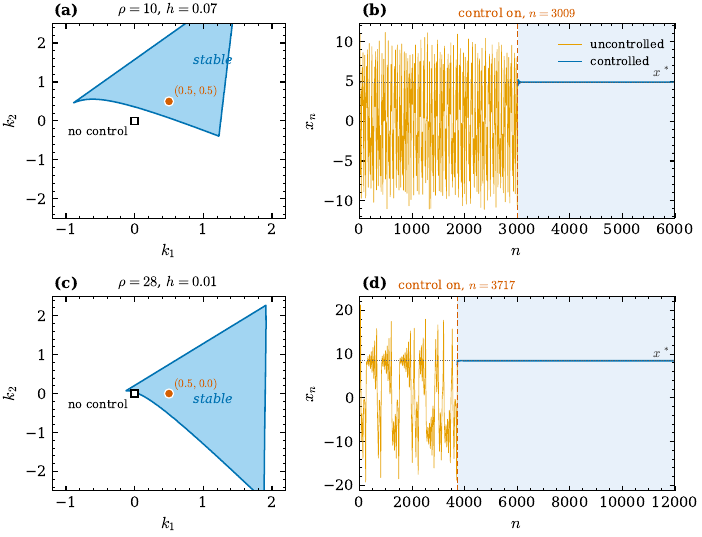 (a) ρ = 10, h = 0.07
2
1
0
−1
−2
−1 0 1 2
k₂
k₁
stable
(0.5, 0.5)
no control
(b) control on, n = 3009
10
5
0
−5
−10
0 1000 2000 3000 4000 5000 6000
xₙ
n
uncontrolled
controlled
x*
(c) ρ = 28, h = 0.01
2
1
0
−1
−2
−1 0 1 2
k₂
k₁
(0.5, 0.0)
stable
no control
(d) control on, n = 3717
20
10
0
−10
−20
0 2000 4000 6000 8000 10000 12000
xₙ
n
x*